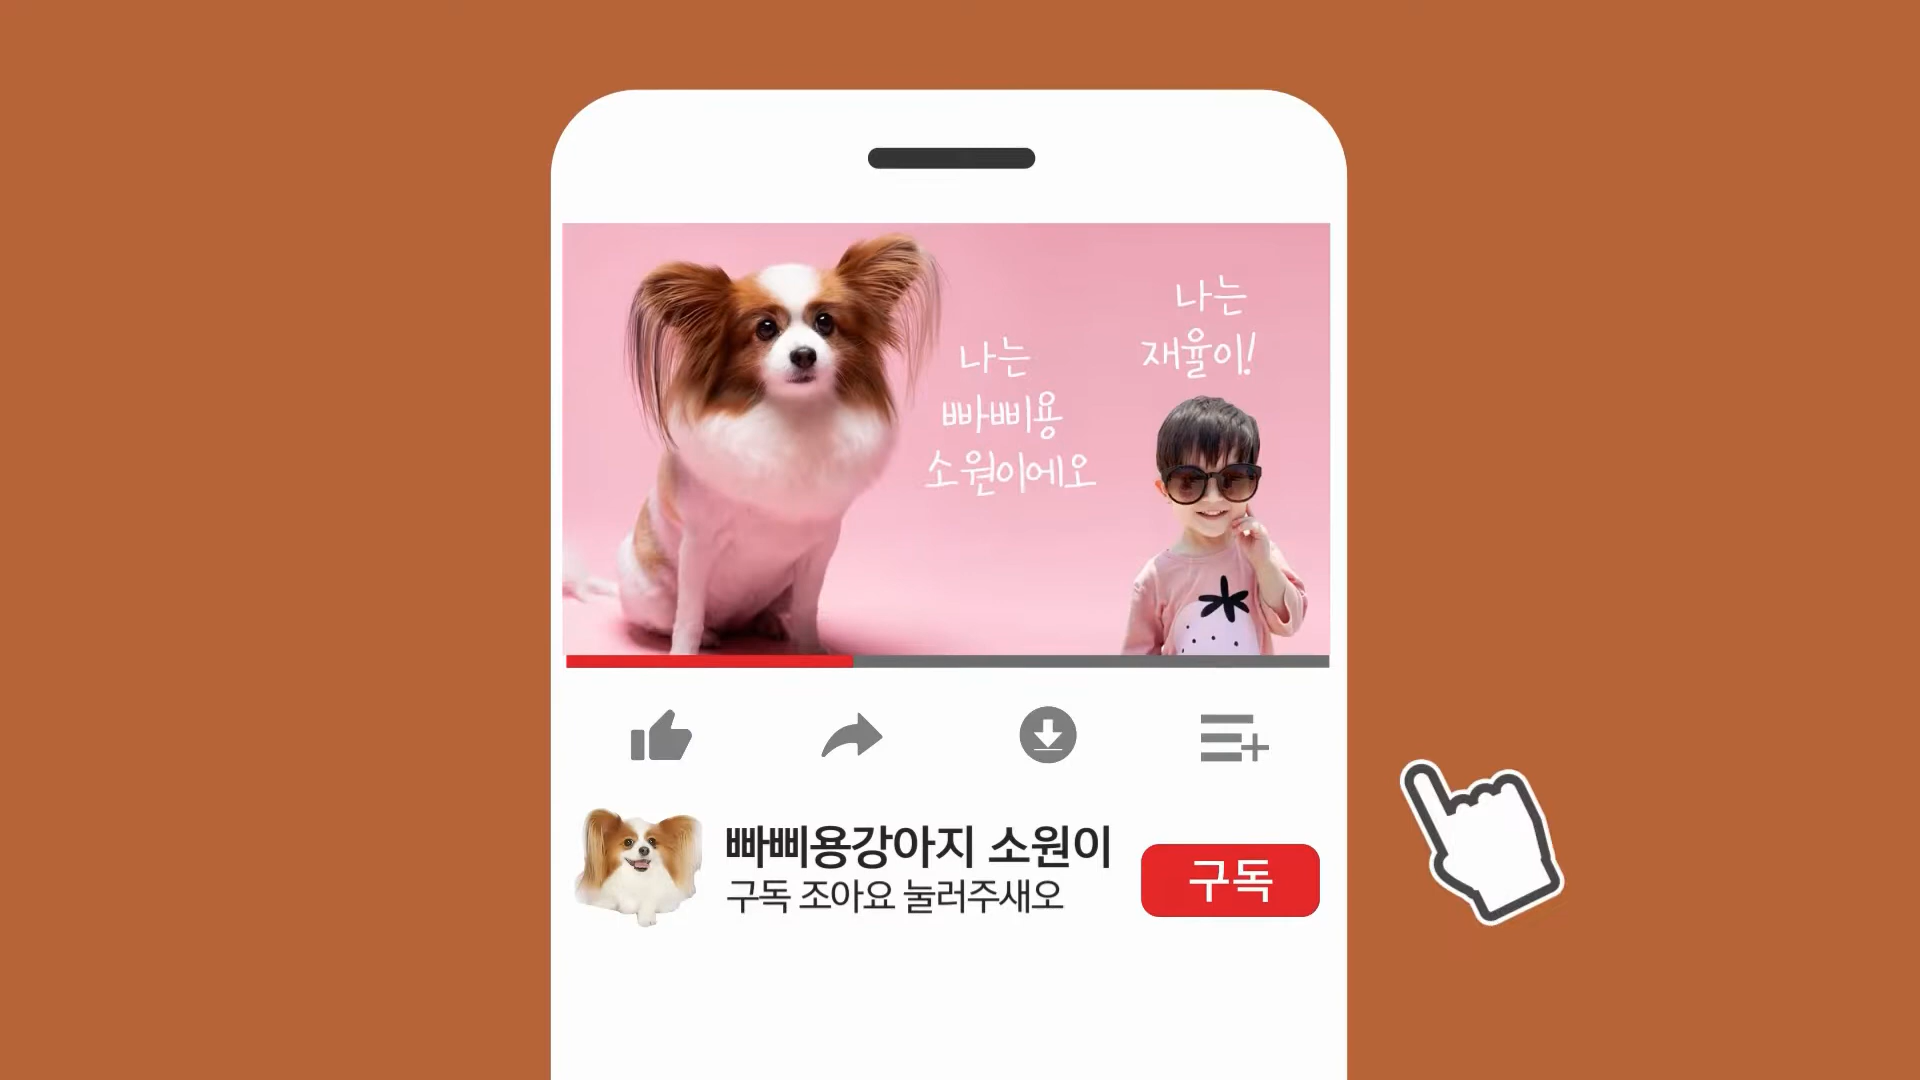 나는
재율이!
나는
빠삐용
소원이에오
빠삐용강아지 소원이
구독 조아요 눌러주새오
구독